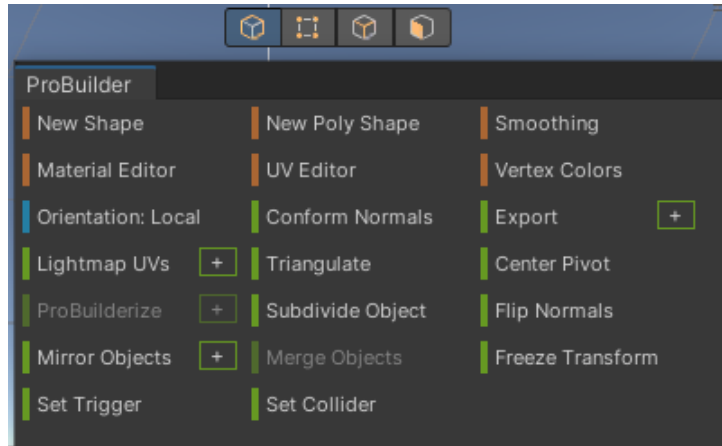 ProBuilder
New Shape New Poly Shape Smoothing
Material Editor UV Editor Vertex Colors
Orientation: Local Conform Normals Export +
Lightmap UVs + Triangulate Center Pivot
ProBuilderize + Subdivide Object Flip Normals
Mirror Objects + Merge Objects Freeze Transform
Set Trigger Set Collider